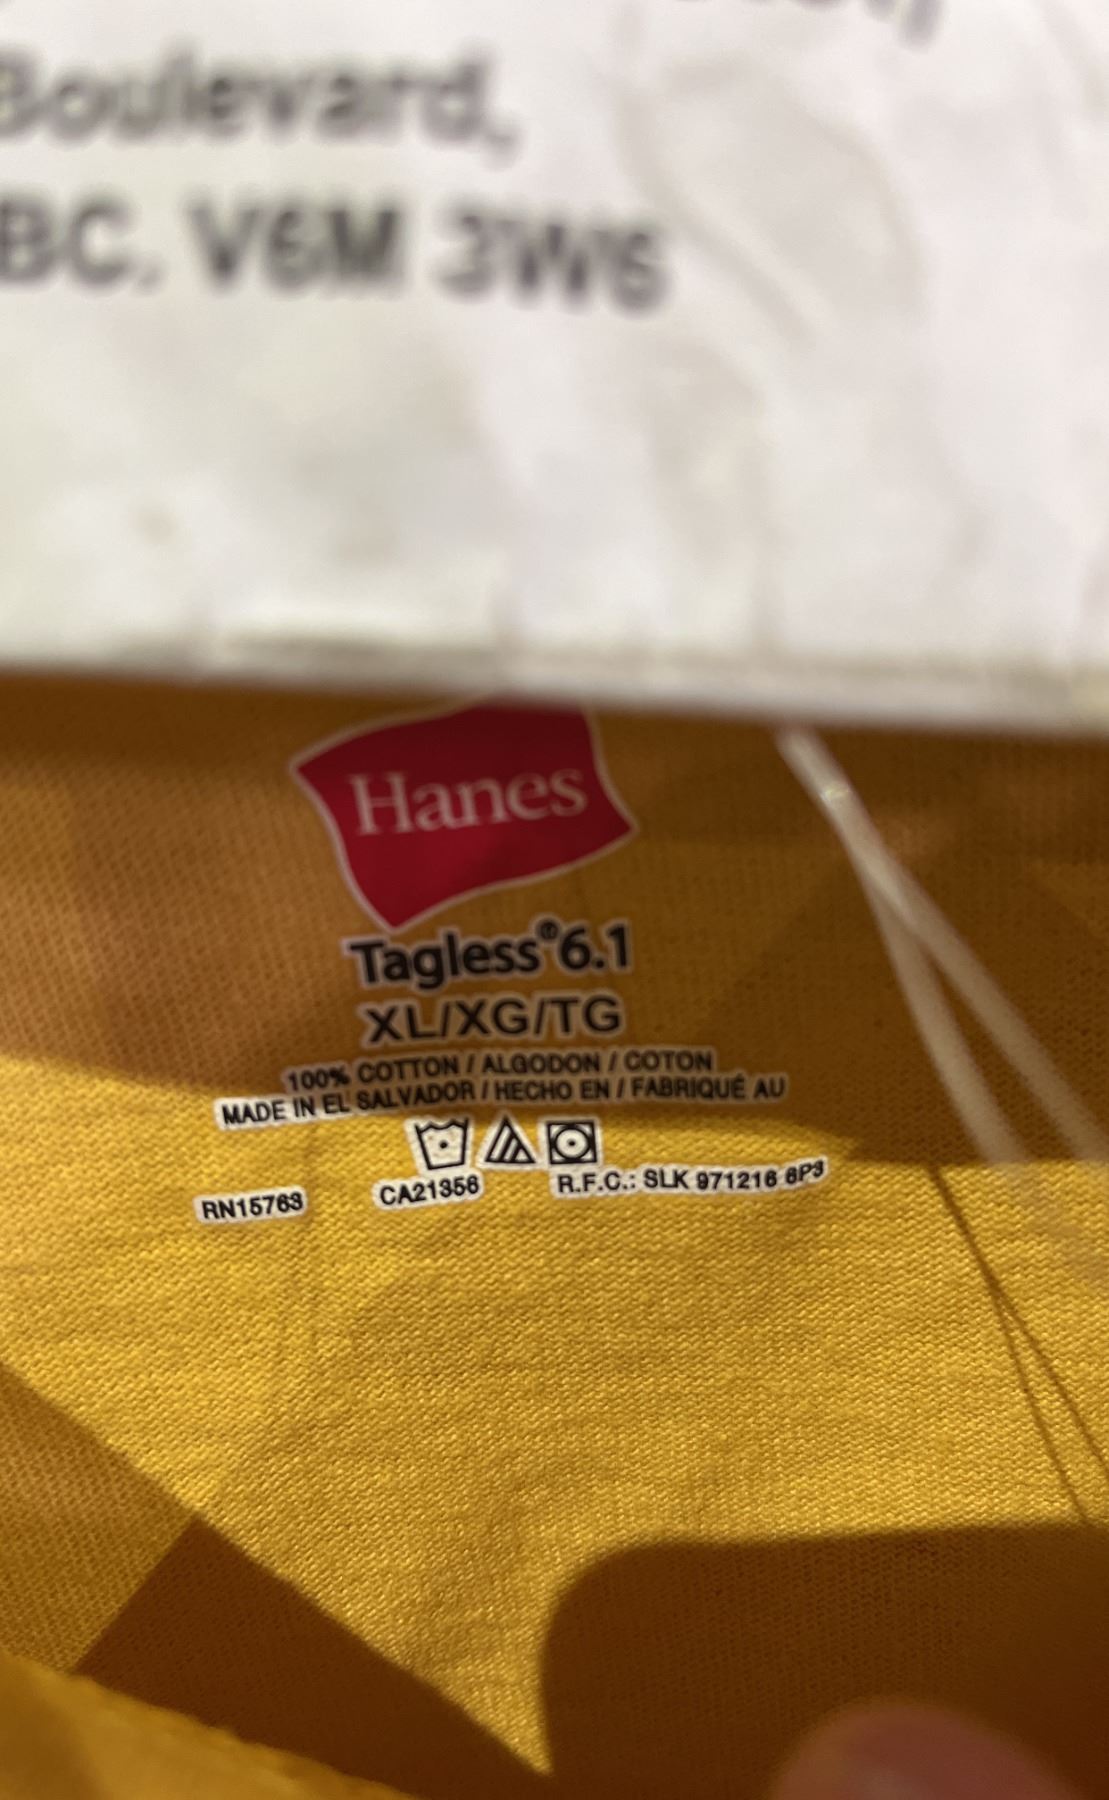 Boulevard,
BC. V6M 3W6
Hanes
Tagless®6.1
XL/XG/TG
100% COTTON / ALGODON / COTON
MADE IN EL SALVADOR / HECHO EN / FABRIQUÉ AU
RN15763 CA21356 R.F.C.: SLK 971216 6P3